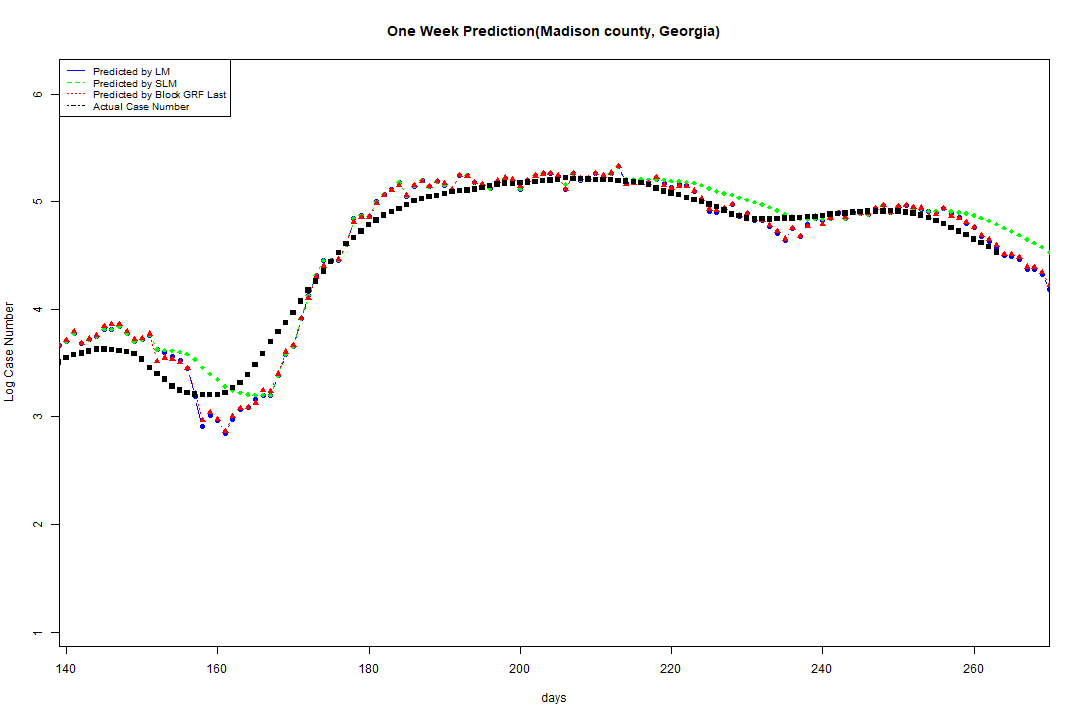 One Week Prediction(Madison county, Georgia)
Predicted by LM
Predicted by SLM
Predicted by Block GRF Last
Actual Case Number
6
5
4
3
2
1
Log Case Number
140 160 180 200 220 240 260
days